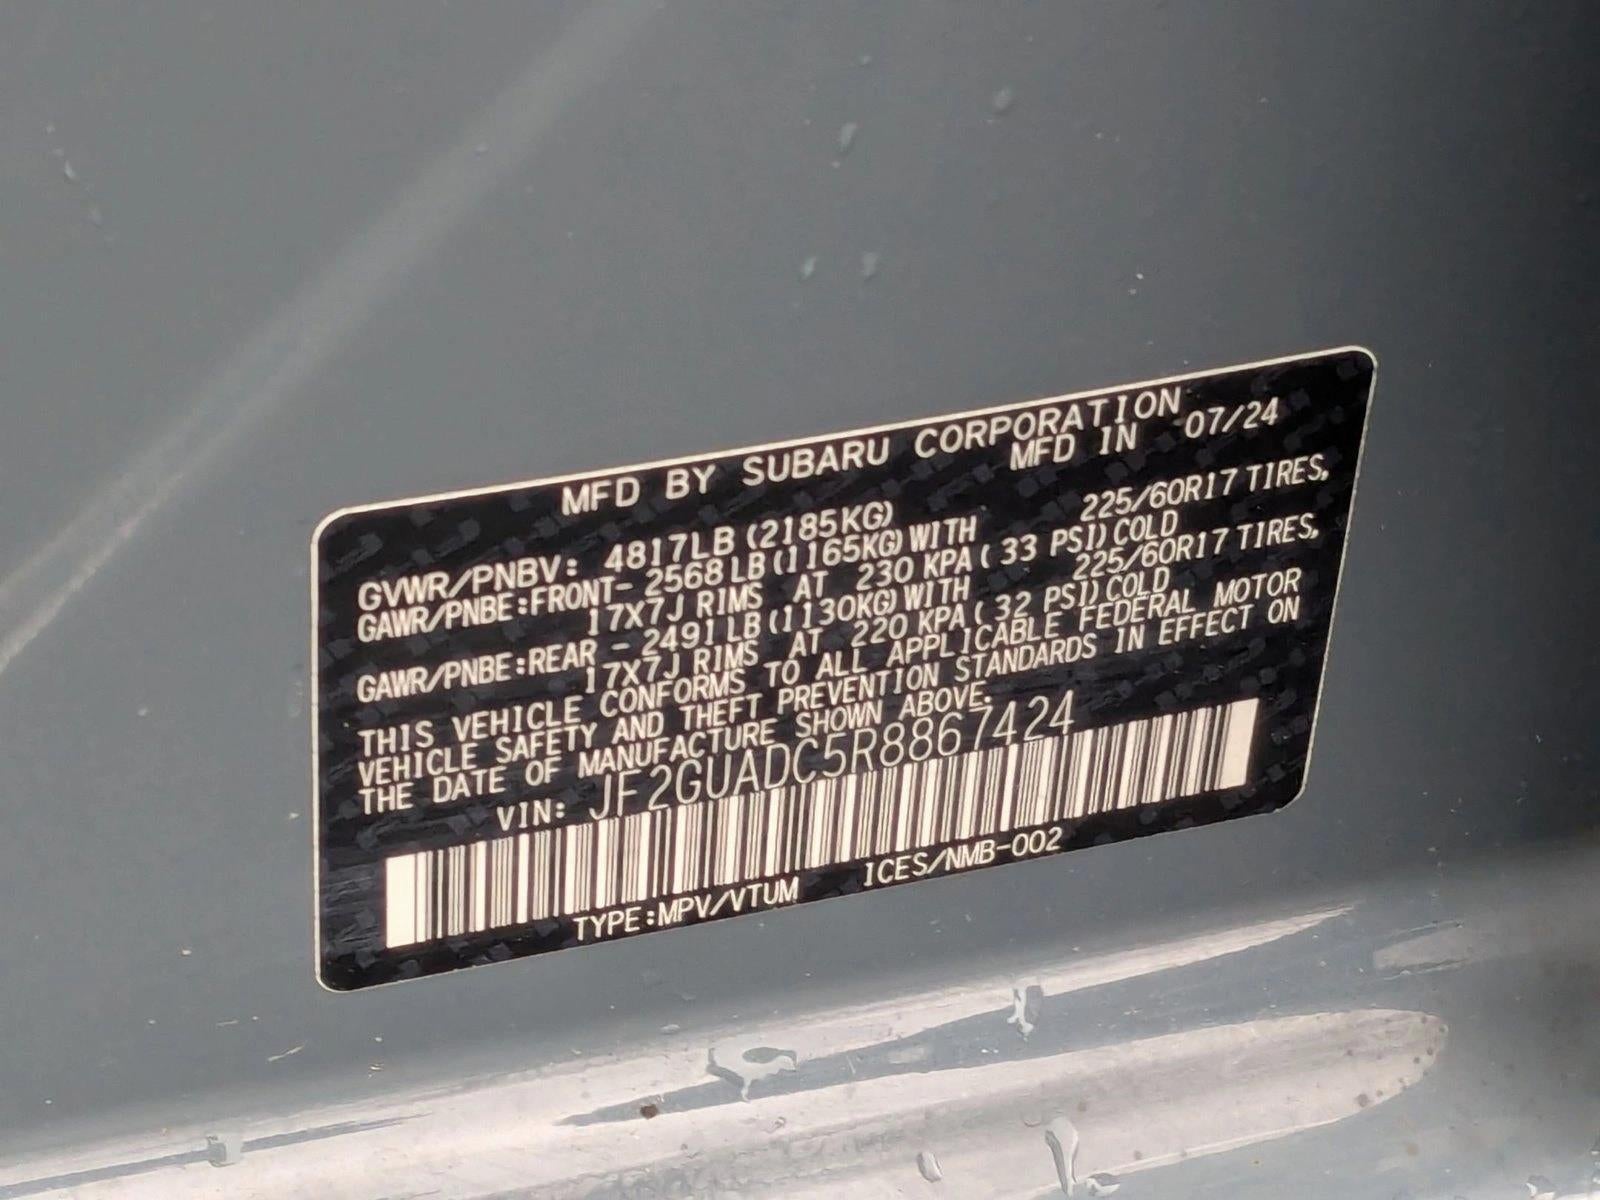 MFD BY SUBARU CORPORATION
MFD IN 07/24
GVWR/PNBV: 4817LB (2185KG)
GAWR/PNBE:FRONT- 2568LB (1165KG) WITH 225/60R17 TIRES,
17X7J RIMS AT 230 KPA ( 33 PSI) COLD
GAWR/PNBE:REAR - 2491LB (1130KG) WITH 225/60R17 TIRES,
17X7J RIMS AT 220 KPA ( 32 PSI) COLD
THIS VEHICLE CONFORMS TO ALL APPLICABLE FEDERAL MOTOR
VEHICLE SAFETY AND THEFT PREVENTION STANDARDS IN EFFECT ON
THE DATE OF MANUFACTURE SHOWN ABOVE.
VIN: JF2GUADC5R8867424
TYPE:MPV/VTUM ICES/NMB-002